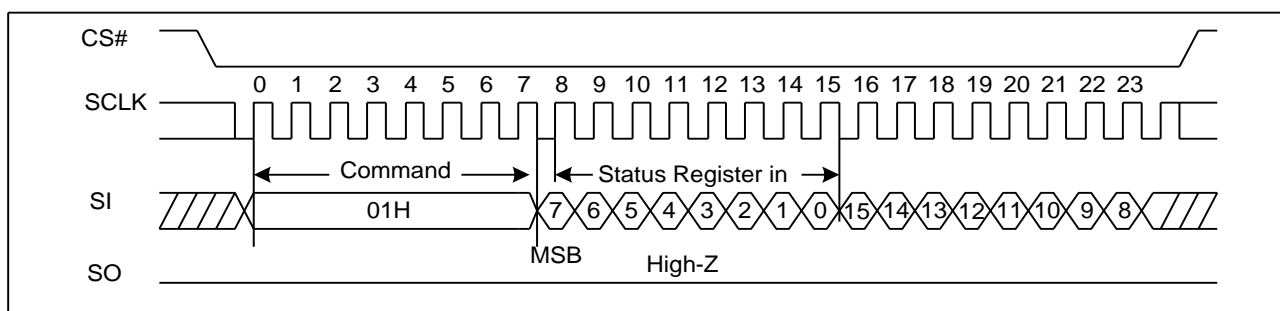 CS#
0 1 2 3 4 5 6 7 8 9 10 11 12 13 14 15 16 17 18 19 20 21 22 23
SCLK
Command Status Register in
SI 01H 7 6 5 4 3 2 1 0 15 14 13 12 11 10 9 8
MSB
SO High-Z